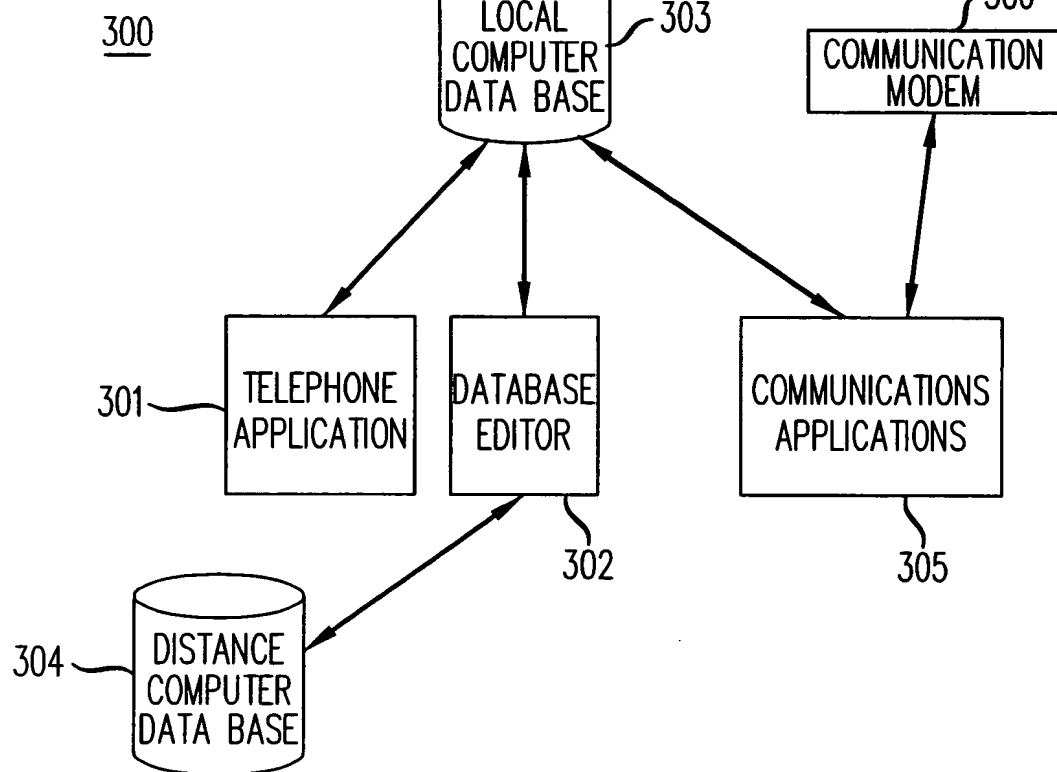 300
LOCAL
COMPUTER
DATA BASE
303
COMMUNICATION
MODEM
301
TELEPHONE
APPLICATION
DATABASE
EDITOR
COMMUNICATIONS
APPLICATIONS
302
305
304
DISTANCE
COMPUTER
DATA BASE